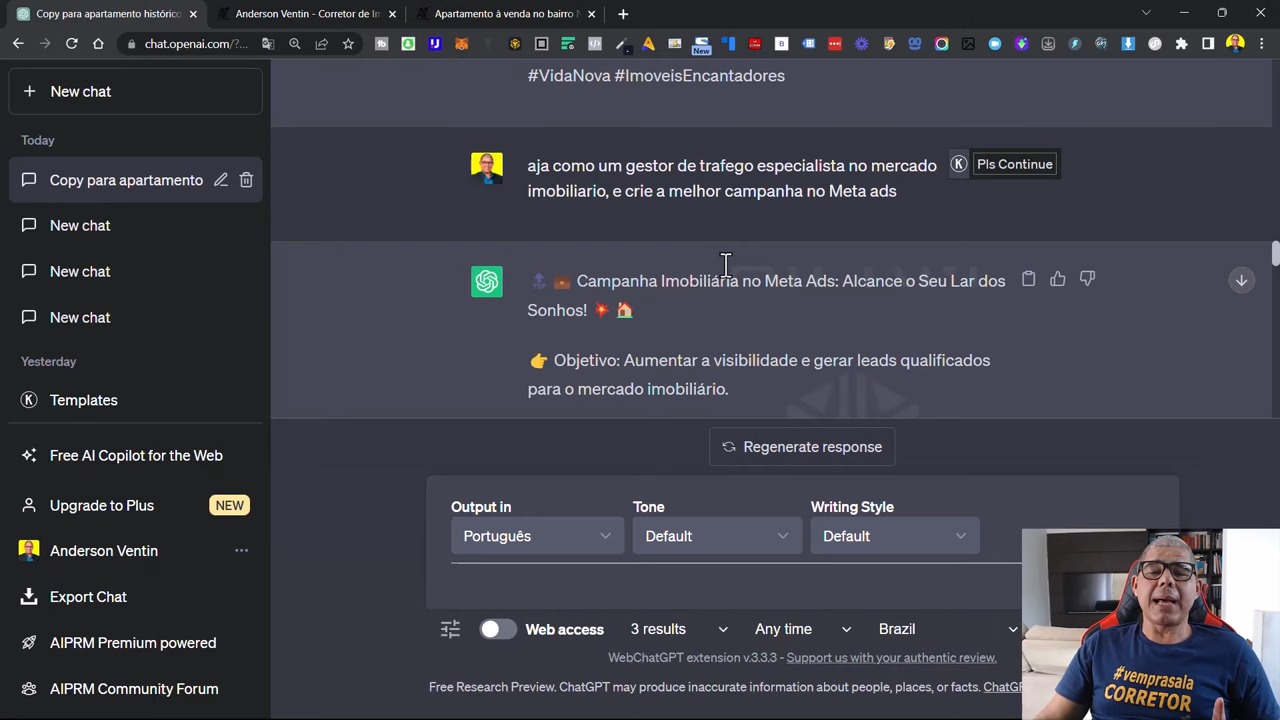 Copy para apartamento histórico
Anderson Ventin - Corretor de Im
Apartamento à venda no bairro
chat.openai.com/?...
New
New chat
Today
Copy para apartamento
New chat
New chat
New chat
Yesterday
Templates
Free AI Copilot for the Web
Upgrade to Plus
NEW
Anderson Ventin
Export Chat
AIPRM Premium powered
AIPRM Community Forum
#VidaNova #ImoveisEncantadores
aja como um gestor de trafego especialista no mercado
imobiliario, e crie a melhor campanha no Meta ads
K Pls Continue
TOP Campanha Imobiliária no Meta Ads: Alcance o Seu Lar dos
Sonhos!
Objetivo: Aumentar a visibilidade e gerar leads qualificados
para o mercado imobiliário.
Regenerate response
Output in Tone Writing Style
Português Default Default
Web access 3 results Any time Brazil
WebChatGPT extension v.3.3.3 - Support us with your authentic review.
Free Research Preview. ChatGPT may produce inaccurate information about people, places, or facts.
#vemprasala
CORRETOR